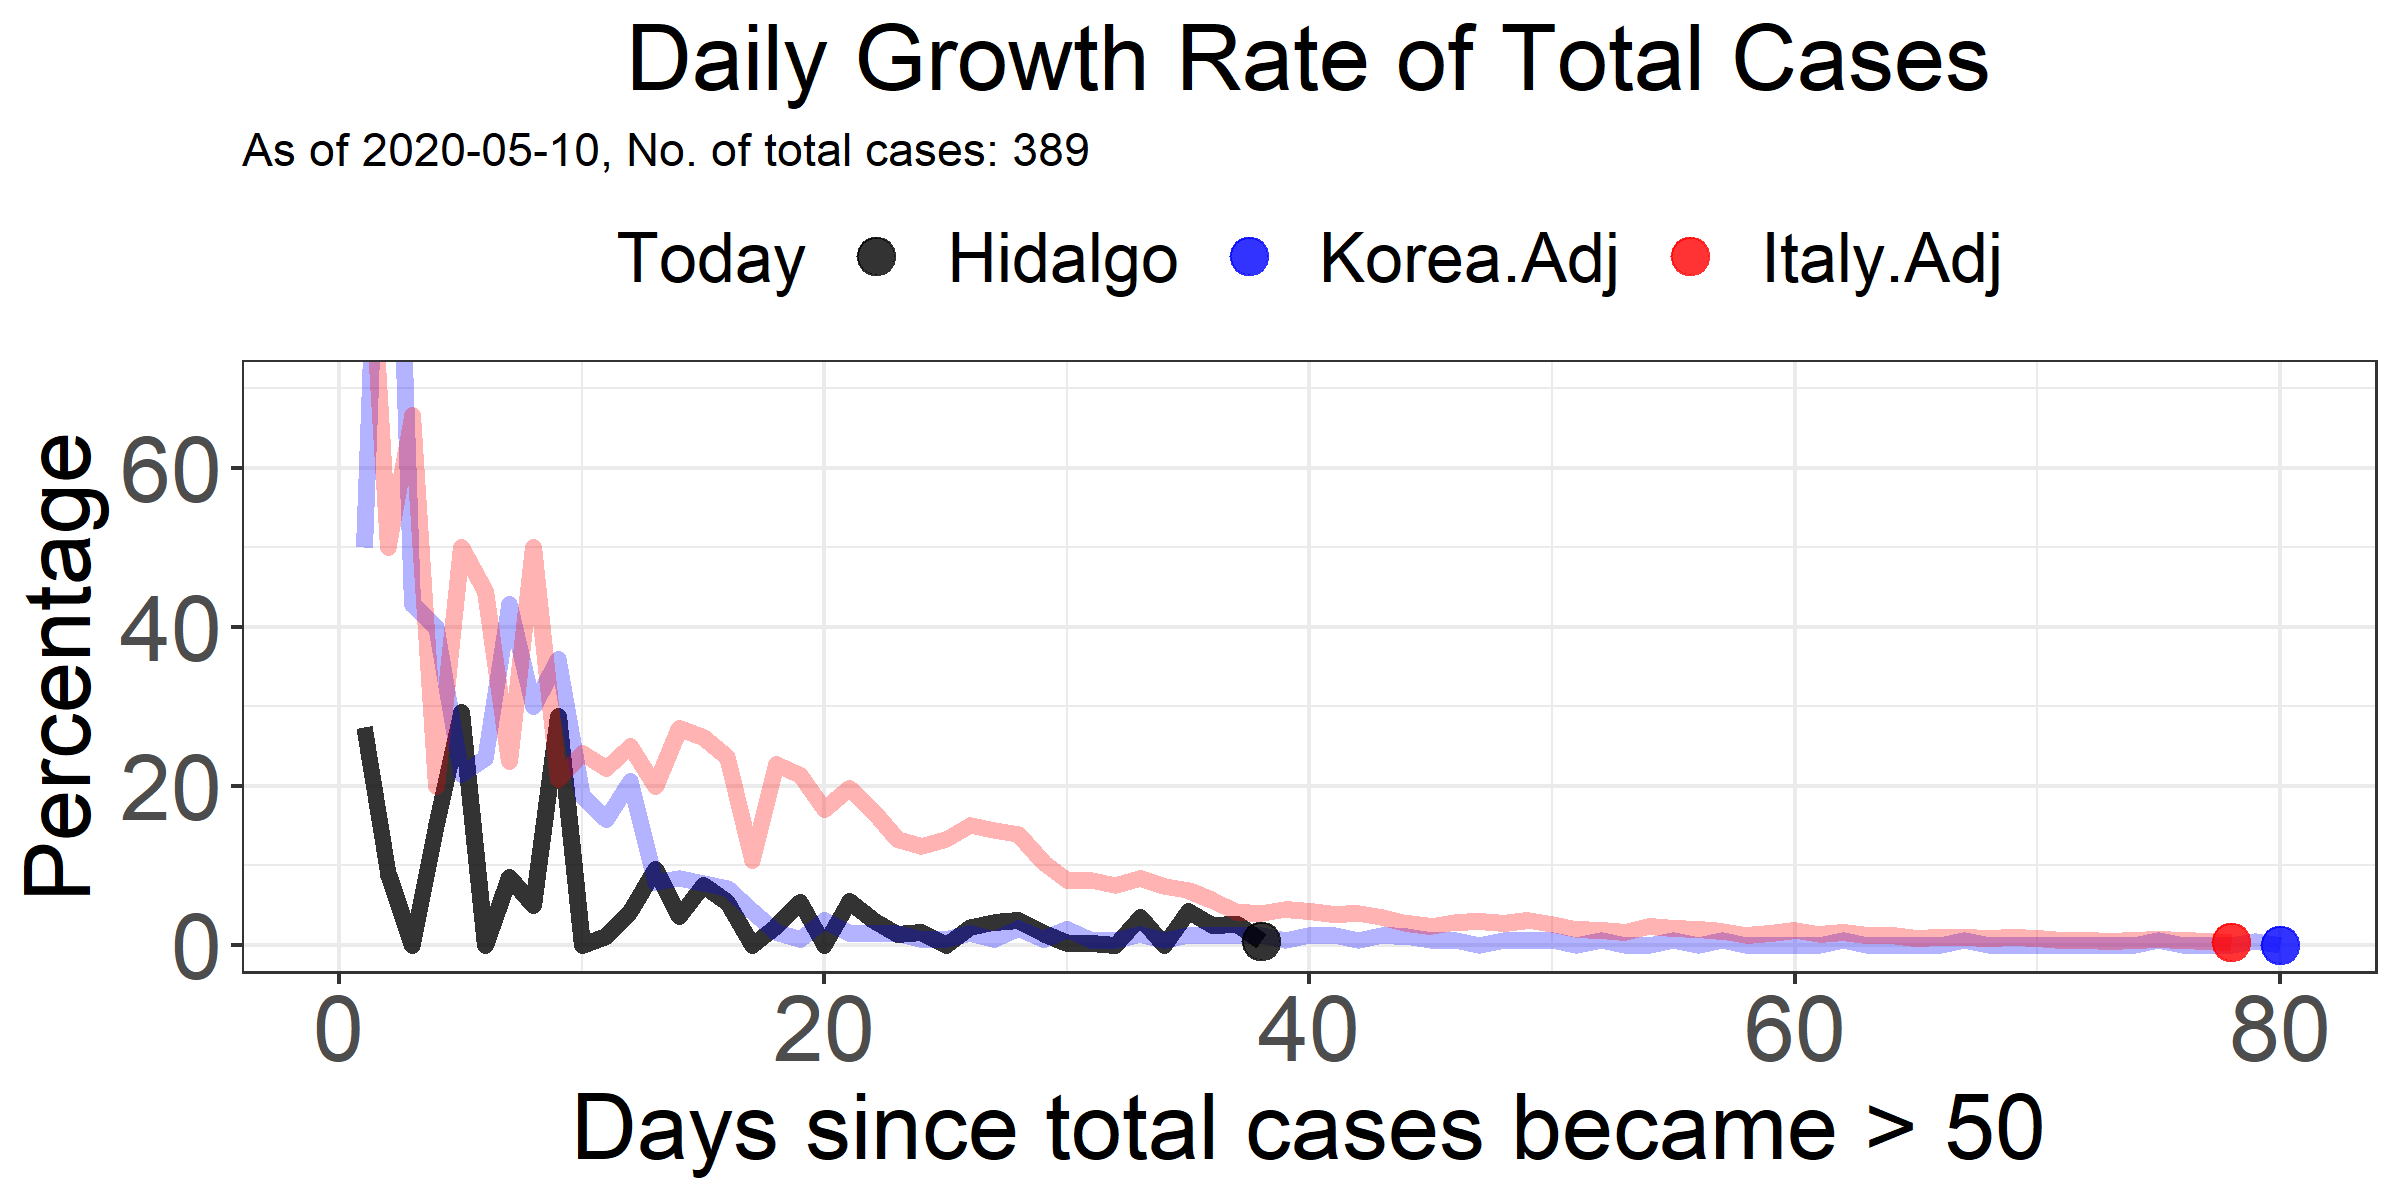 Daily Growth Rate of Total Cases
As of 2020-05-10, No. of total cases: 389
Today Hidalgo Korea.Adj Italy.Adj
Percentage
60
40
20
0
0 20 40 60 80
Days since total cases became > 50